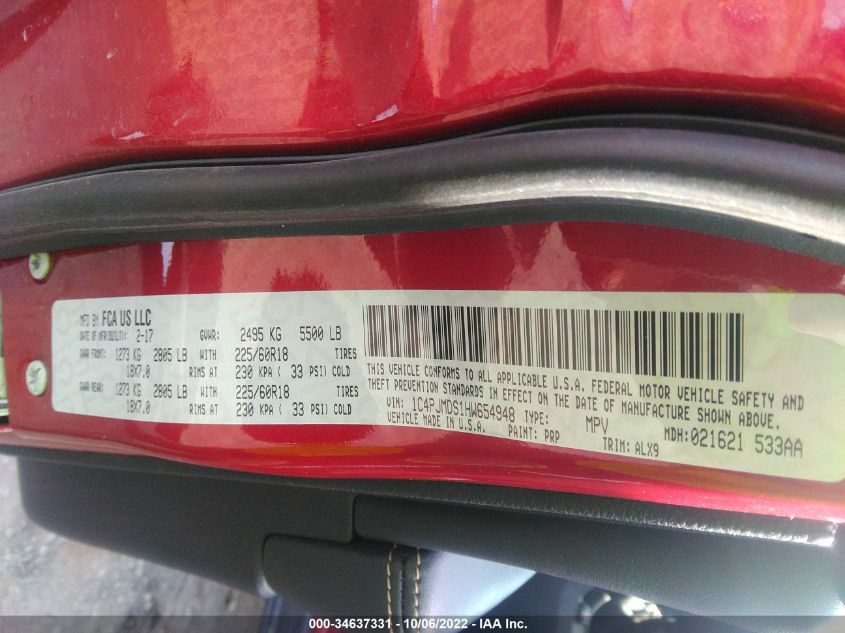 MFD BY FCA US LLC
DATE OF MFR(BUILT): 2-17 GVWR: 2495 KG 5500 LB
GAWR FRONT: 1273 KG 2805 LB WITH 225/60R18 TIRES
18X7.0 RIMS AT 230 KPA ( 33 PSI) COLD
GAWR REAR: 1273 KG 2805 LB WITH 225/60R18 TIRES
18X7.0 RIMS AT 230 KPA ( 33 PSI) COLD
THIS VEHICLE CONFORMS TO ALL APPLICABLE U.S.A. FEDERAL MOTOR VEHICLE SAFETY AND
THEFT PREVENTION STANDARDS IN EFFECT ON THE DATE OF MANUFACTURE SHOWN ABOVE.
VIN: 1C4PJMDS1HW654948 TYPE: MPV MDH:021621 533AA
VEHICLE MADE IN U.S.A. PAINT: PRP TRIM: ALX9
000-34637331 - 10/06/2022 - IAA Inc.